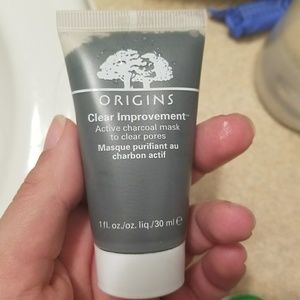 ORIGINS
Clear Improvement™
Active charcoal mask
to clear pores
Masque purifiant au
charbon actif
1 fl. oz./oz. liq./30 ml ℮